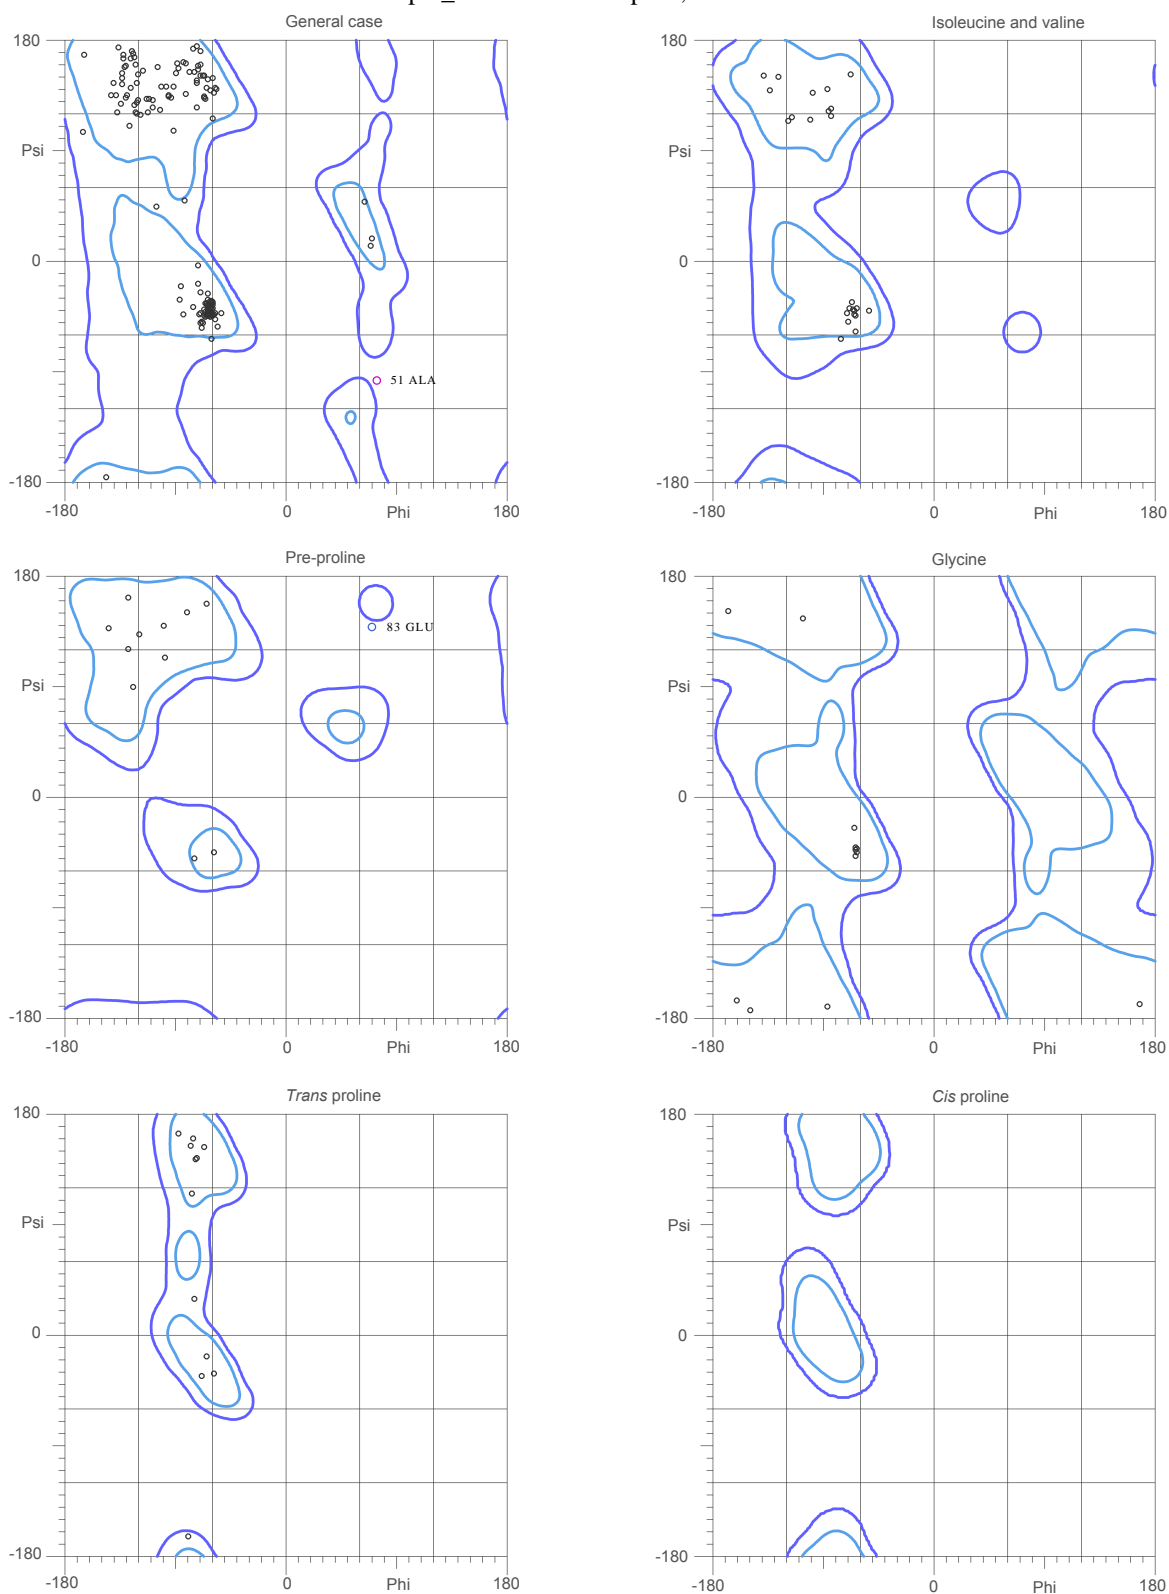 General case
Isoleucine and valine
180
180
Psi
Psi
0
0
51 ALA
-180
-180
-180
0
Phi
180
-180
0
Phi
180
Pre-proline
Glycine
180
180
83 GLU
Psi
Psi
0
0
-180
-180
-180
0
Phi
180
-180
0
Phi
180
Trans proline
Cis proline
180
180
Psi
Psi
0
0
-180
-180
-180
0
Phi
180
-180
0
Phi
180